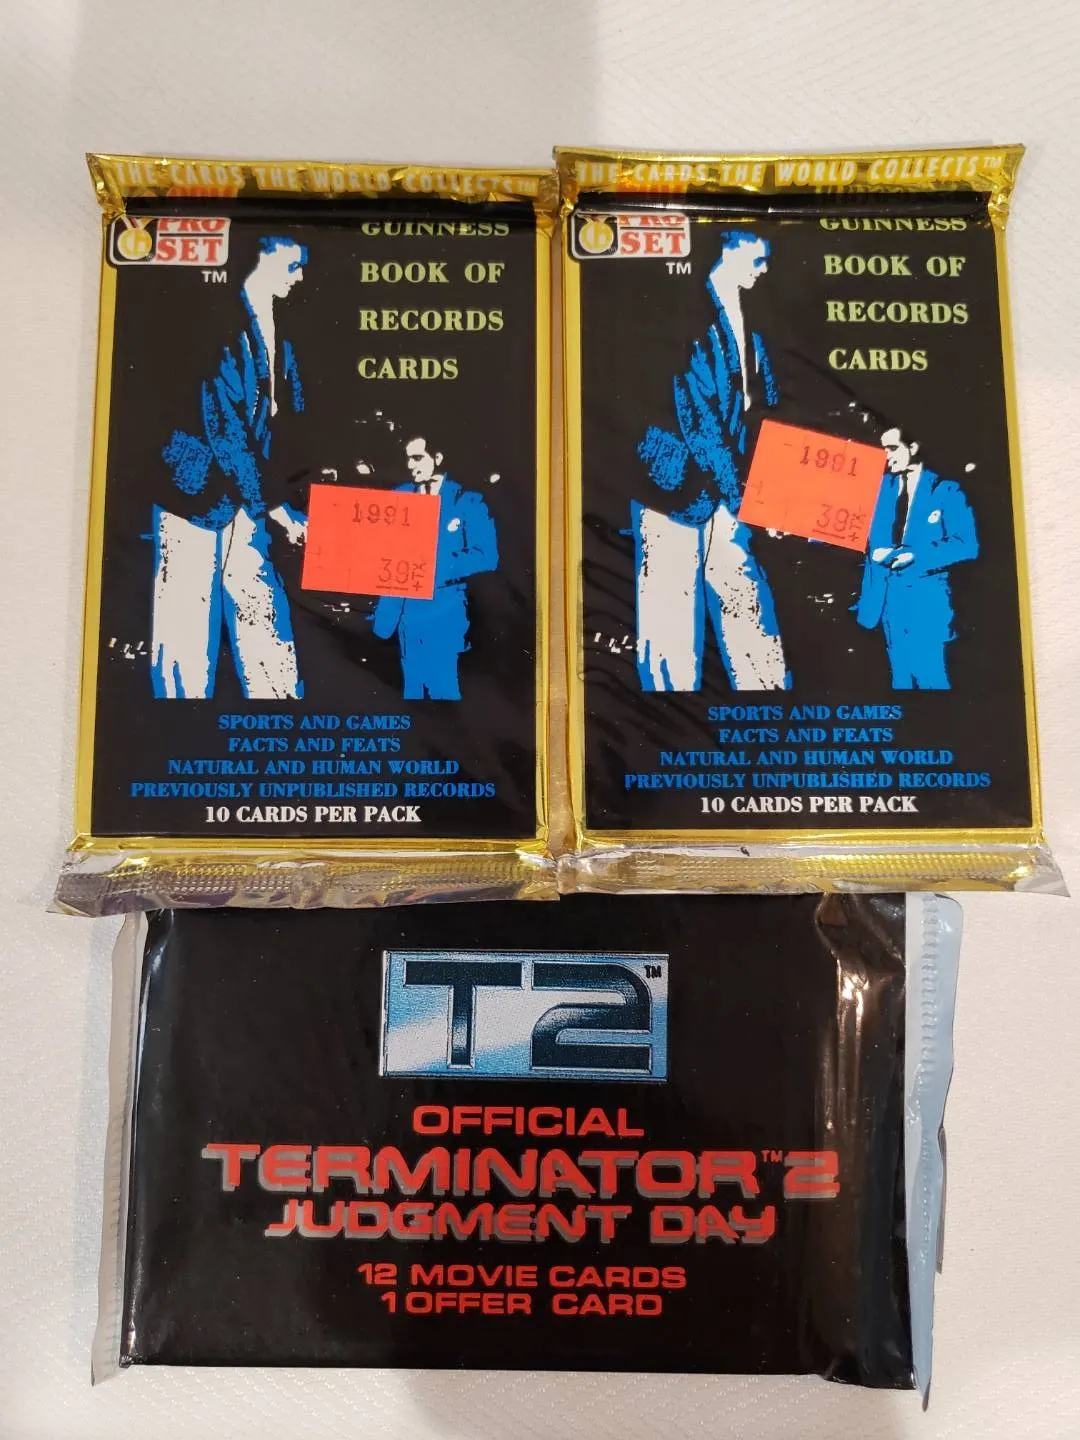 THE CARDS THE WORLD COLLECTS™
PRO
SET
TM
GUINNESS
BOOK OF
RECORDS
CARDS
1991
39¢
+TX
SPORTS AND GAMES
FACTS AND FEATS
NATURAL AND HUMAN WORLD
PREVIOUSLY UNPUBLISHED RECORDS
10 CARDS PER PACK
THE CARDS THE WORLD COLLECTS™
PRO
SET
TM
GUINNESS
BOOK OF
RECORDS
CARDS
1991
39¢
+TX
SPORTS AND GAMES
FACTS AND FEATS
NATURAL AND HUMAN WORLD
PREVIOUSLY UNPUBLISHED RECORDS
10 CARDS PER PACK
T2™
OFFICIAL
TERMINATOR™2
JUDGMENT DAY
12 MOVIE CARDS
1 OFFER CARD